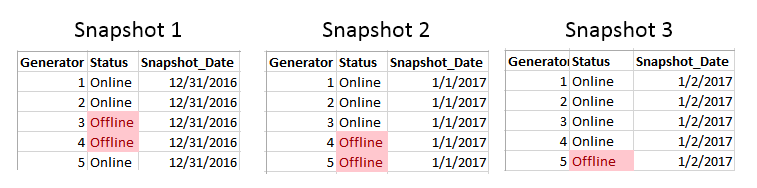 Snapshot 1
Generator Status Snapshot_Date
1 Online 12/31/2016
2 Online 12/31/2016
3 Offline 12/31/2016
4 Offline 12/31/2016
5 Online 12/31/2016
Snapshot 2
Generator Status Snapshot_Date
1 Online 1/1/2017
2 Online 1/1/2017
3 Online 1/1/2017
4 Offline 1/1/2017
5 Offline 1/1/2017
Snapshot 3
Generator Status Snapshot_Date
1 Online 1/2/2017
2 Online 1/2/2017
3 Online 1/2/2017
4 Online 1/2/2017
5 Offline 1/2/2017